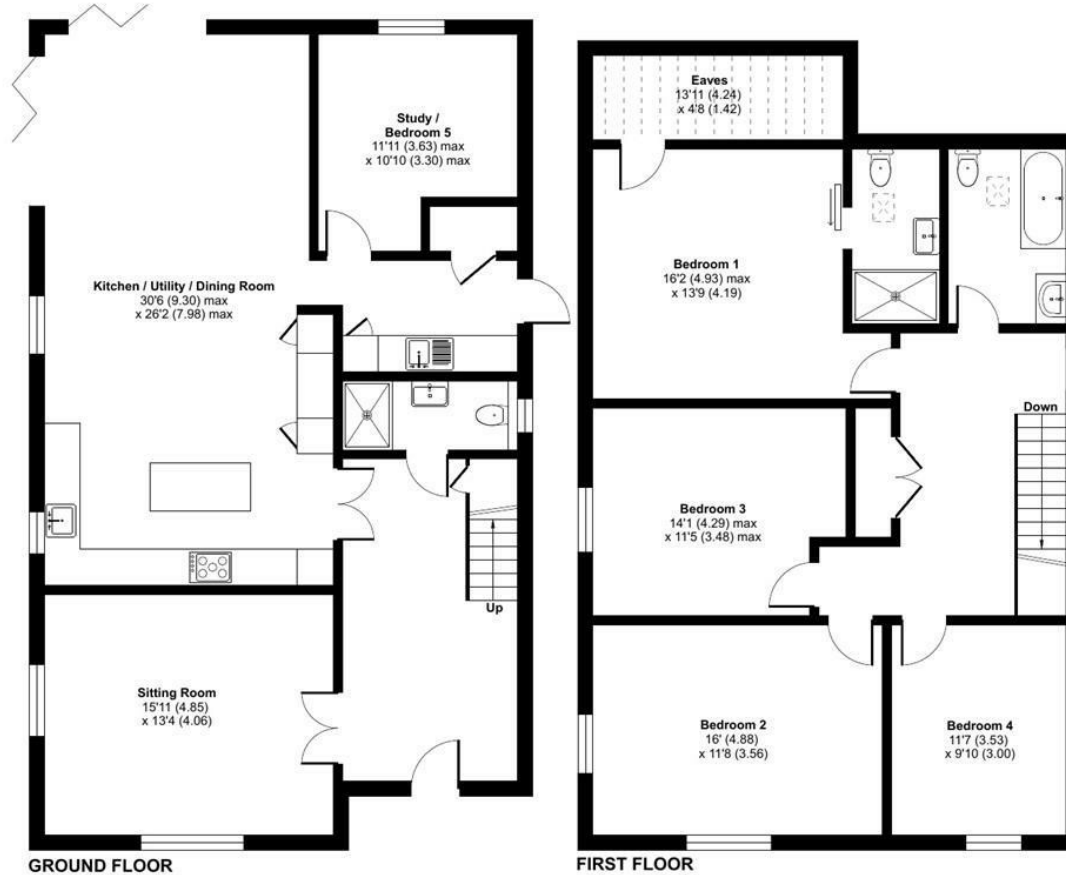 Study /
Bedroom 5
11'11 (3.63) max
x 10'10 (3.30) max
Kitchen / Utility / Dining Room
30'6 (9.30) max
x 26'2 (7.98) max
Up
Sitting Room
15'11 (4.85)
x 13'4 (4.06)
GROUND FLOOR
Eaves
13'11 (4.24)
x 4'8 (1.42)
Bedroom 1
16'2 (4.93) max
x 13'9 (4.19)
Down
Bedroom 3
14'1 (4.29) max
x 11'5 (3.48) max
Bedroom 2
16' (4.88)
x 11'8 (3.56)
Bedroom 4
11'7 (3.53)
x 9'10 (3.00)
FIRST FLOOR